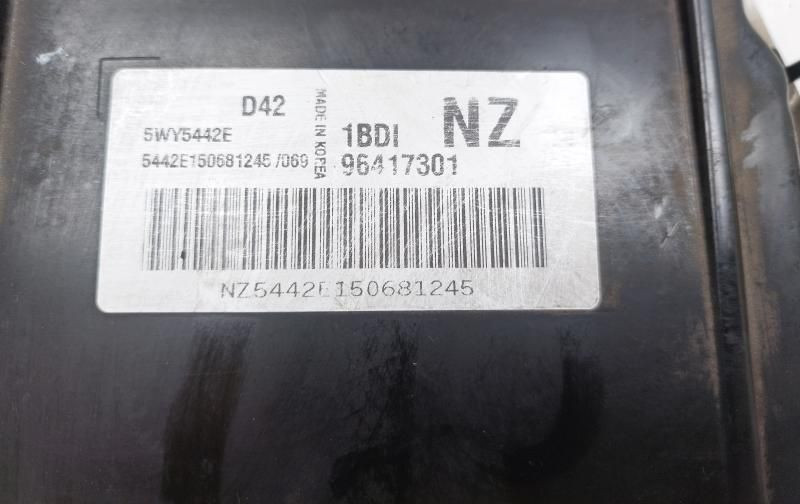 D42
5WY5442E
5442E150681245 /069
MADE IN KOREA
1BDI
NZ
96417301
NZ5442E150681245